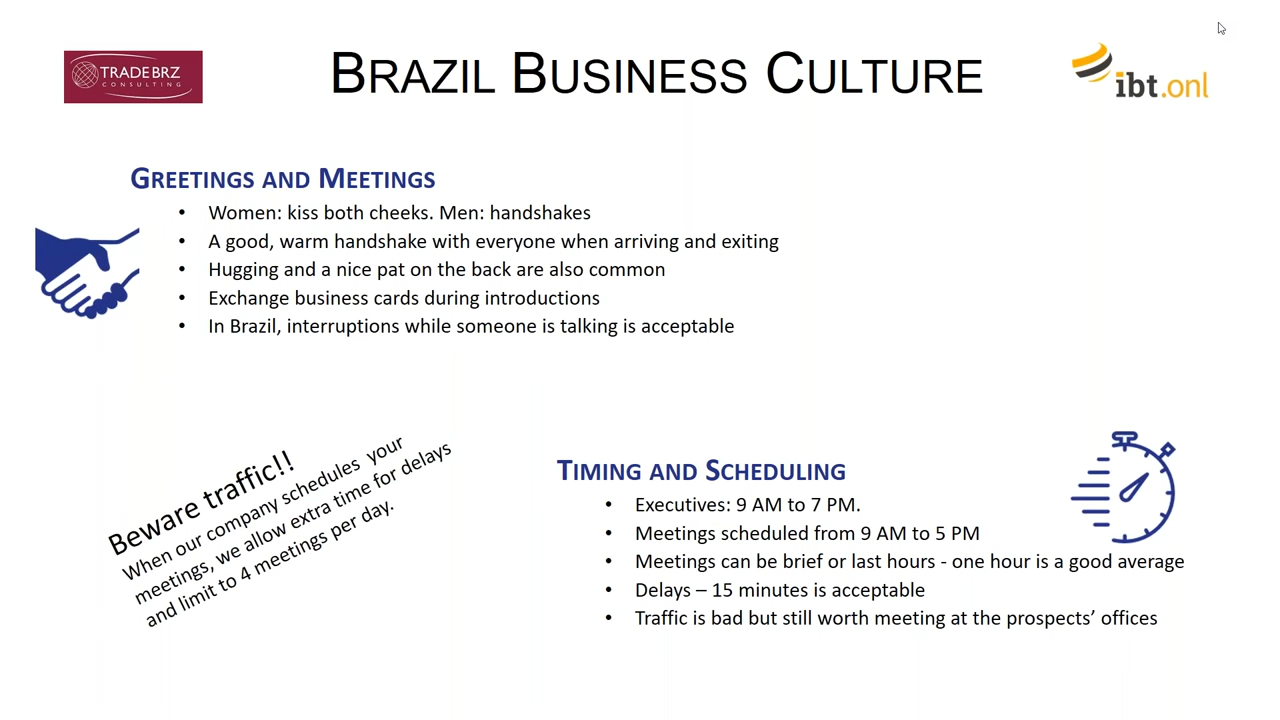 TRADEBRZ
CONSULTING
BRAZIL BUSINESS CULTURE
ibt.onl
GREETINGS AND MEETINGS
• Women: kiss both cheeks. Men: handshakes
• A good, warm handshake with everyone when arriving and exiting
• Hugging and a nice pat on the back are also common
• Exchange business cards during introductions
• In Brazil, interruptions while someone is talking is acceptable
Beware traffic!!
When our company schedules your
meetings, we allow extra time for delays
and limit to 4 meetings per day.
TIMING AND SCHEDULING
• Executives: 9 AM to 7 PM.
• Meetings scheduled from 9 AM to 5 PM
• Meetings can be brief or last hours - one hour is a good average
• Delays – 15 minutes is acceptable
• Traffic is bad but still worth meeting at the prospects’ offices